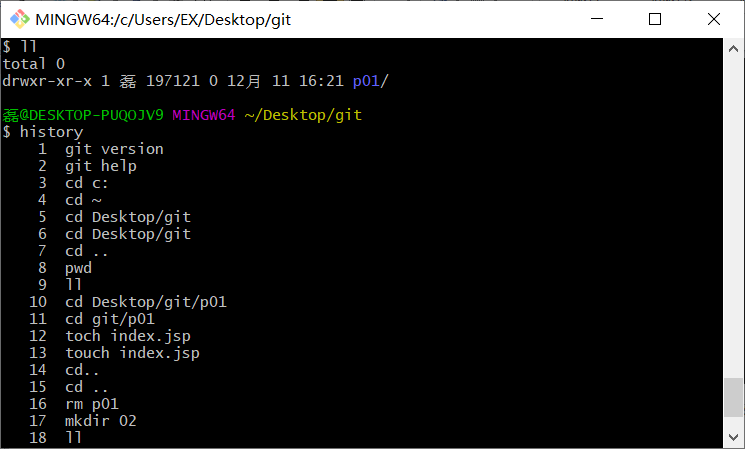 MINGW64:/c/Users/EX/Desktop/git
$ ll
total 0
drwxr-xr-x 1 磊 197121 0 12月 11 16:21 p01/
磊@DESKTOP-PUQOJV9 MINGW64 ~/Desktop/git
$ history
1 git version
2 git help
3 cd c:
4 cd ~
5 cd Desktop/git
6 cd Desktop/git
7 cd ..
8 pwd
9 ll
10 cd Desktop/git/p01
11 cd git/p01
12 toch index.jsp
13 touch index.jsp
14 cd..
15 cd ..
16 rm p01
17 mkdir 02
18 ll